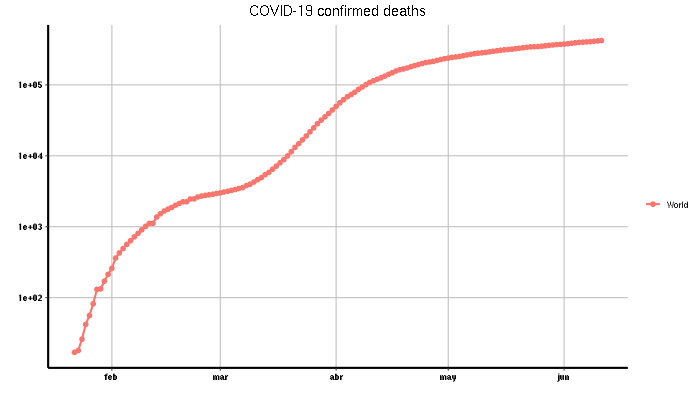 COVID-19 confirmed deaths
1e+05
1e+04
1e+03
1e+02
World
feb mar abr may jun